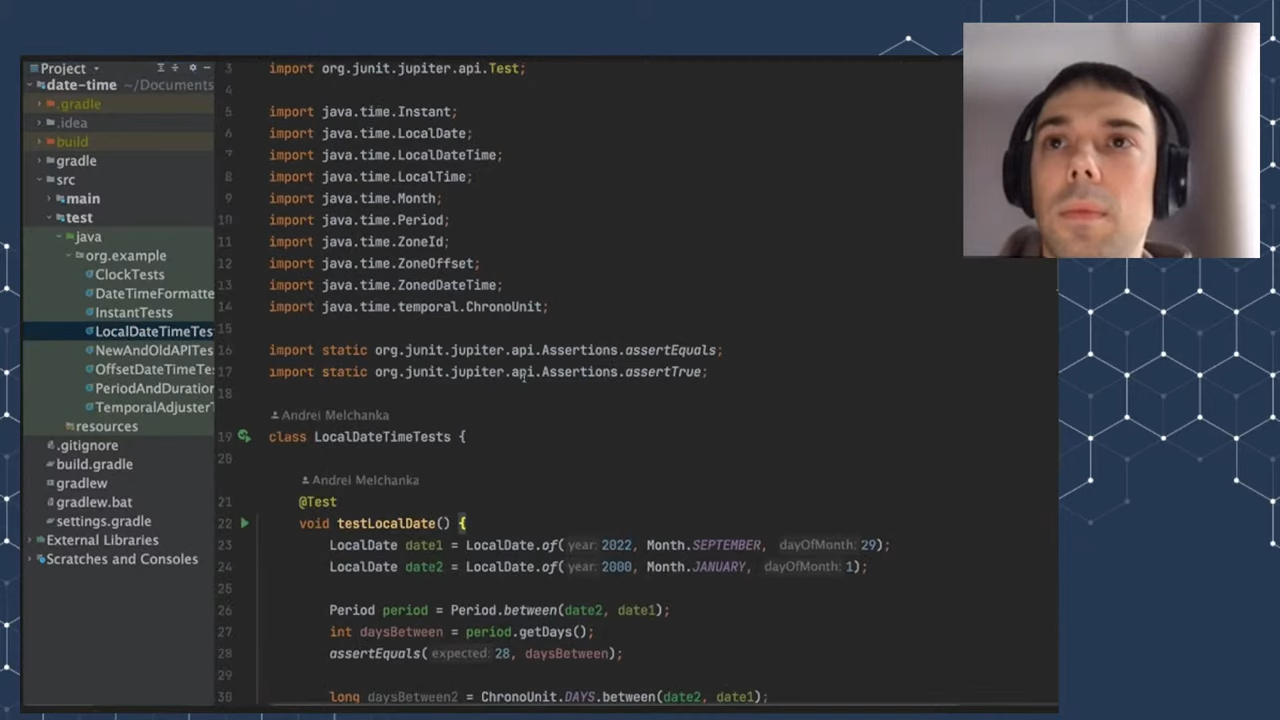 Project
date-time ~/Documents
.gradle
.idea
build
gradle
src
main
test
java
org.example
ClockTests
DateTimeFormatte
InstantTests
LocalDateTimeTes
NewAndOldAPITes
OffsetDateTimeTe
PeriodAndDuration
TemporalAdjusterT
resources
.gitignore
build.gradle
gradlew
gradlew.bat
settings.gradle
External Libraries
Scratches and Consoles
3 import org.junit.jupiter.api.Test;
4
5 import java.time.Instant;
6 import java.time.LocalDate;
7 import java.time.LocalDateTime;
8 import java.time.LocalTime;
9 import java.time.Month;
10 import java.time.Period;
11 import java.time.ZoneId;
12 import java.time.ZoneOffset;
13 import java.time.ZonedDateTime;
14 import java.time.temporal.ChronoUnit;
15
16 import static org.junit.jupiter.api.Assertions.assertEquals;
17 import static org.junit.jupiter.api.Assertions.assertTrue;
18
Andrei Melchanka
19 class LocalDateTimeTests {
20
Andrei Melchanka
21 @Test
22 void testLocalDate() {
23 LocalDate date1 = LocalDate.of( year: 2022, Month.SEPTEMBER, dayOfMonth: 29);
24 LocalDate date2 = LocalDate.of( year: 2000, Month.JANUARY, dayOfMonth: 1);
25
26 Period period = Period.between(date2, date1);
27 int daysBetween = period.getDays();
28 assertEquals( expected: 28, daysBetween);
29
30 long daysBetween2 = ChronoUnit.DAYS.between(date2, date1);